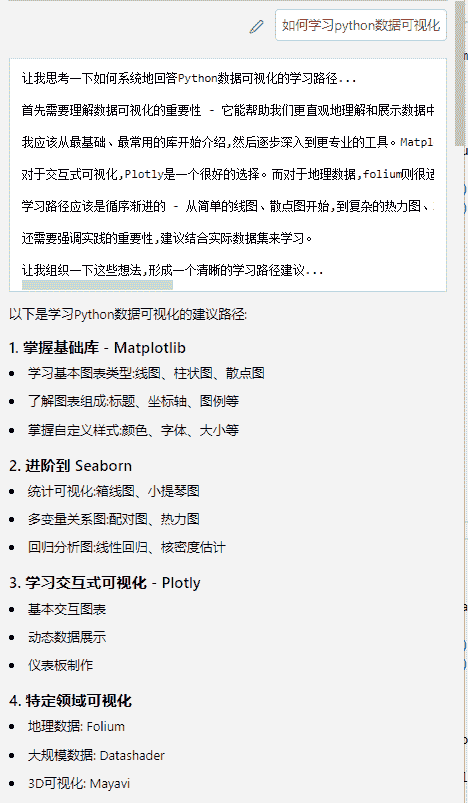 如何学习python数据可视化
让我思考一下如何系统地回答Python数据可视化的学习路径...
首先需要理解数据可视化的重要性 - 它能帮助我们更直观地理解和展示数据中
我应该从最基础、最常用的库开始介绍,然后逐步深入到更专业的工具。Matpl
对于交互式可视化,Plotly是一个很好的选择。而对于地理数据,folium则很适
学习路径应该是循序渐进的 - 从简单的线图、散点图开始,到复杂的热力图、
还需要强调实践的重要性,建议结合实际数据集来学习。
让我组织一下这些想法,形成一个清晰的学习路径建议...
以下是学习Python数据可视化的建议路径:
1. 掌握基础库 - Matplotlib
• 学习基本图表类型:线图、柱状图、散点图
• 了解图表组成:标题、坐标轴、图例等
• 掌握自定义样式:颜色、字体、大小等
2. 进阶到 Seaborn
• 统计可视化:箱线图、小提琴图
• 多变量关系图:配对图、热力图
• 回归分析图:线性回归、核密度估计
3. 学习交互式可视化 - Plotly
• 基本交互图表
• 动态数据展示
• 仪表板制作
4. 特定领域可视化
• 地理数据: Folium
• 大规模数据: Datashader
• 3D可视化: Mayavi